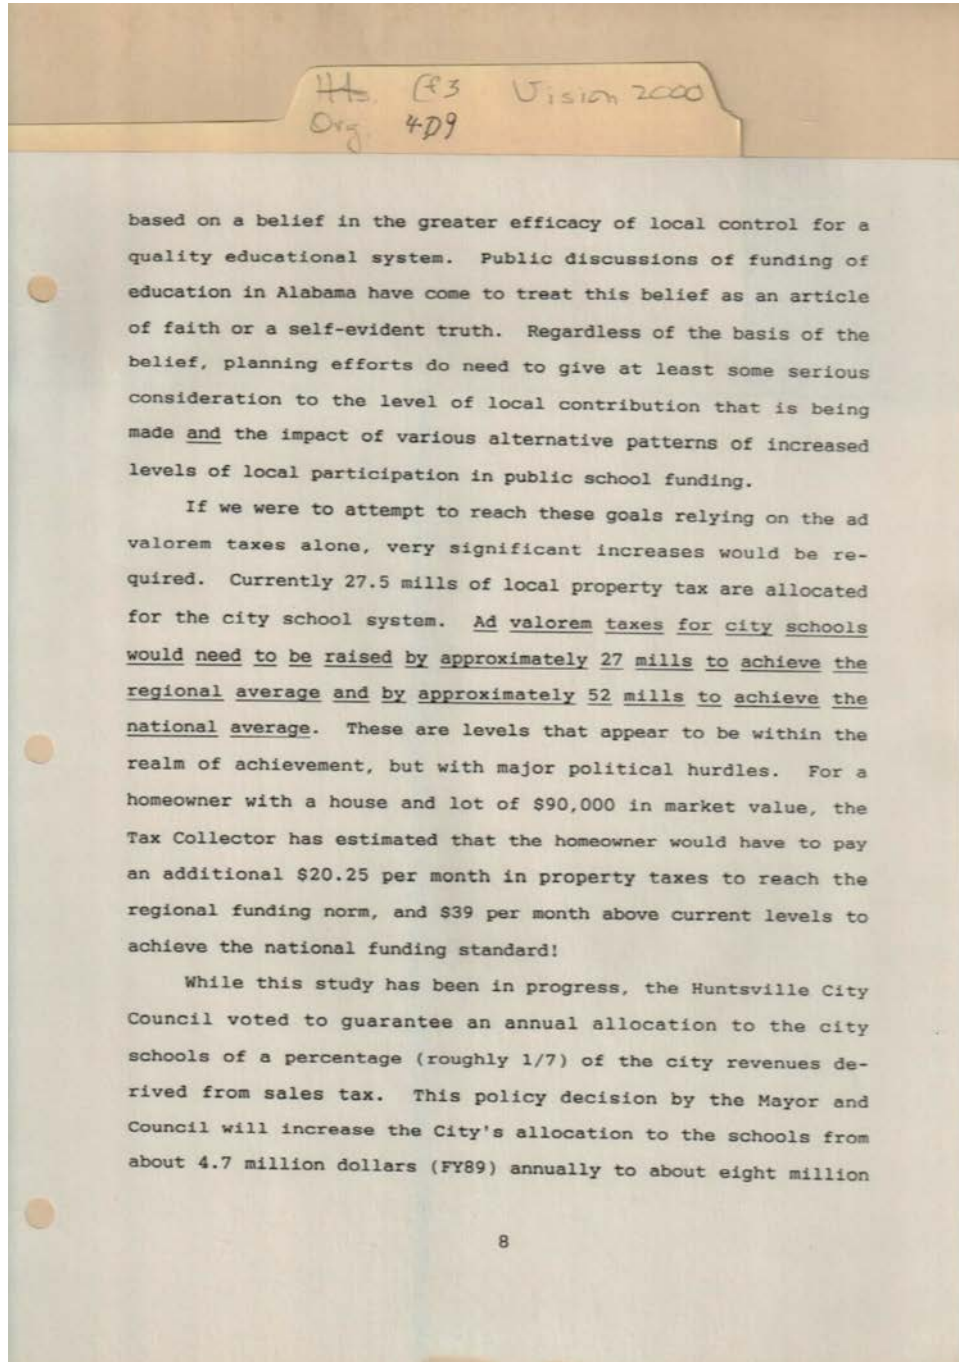 Hts. Cf3 Vision 2000
Org. 4-D9
based on a belief in the greater efficacy of local control for a
quality educational system. Public discussions of funding of
education in Alabama have come to treat this belief as an article
of faith or a self-evident truth. Regardless of the basis of the
belief, planning efforts do need to give at least some serious
consideration to the level of local contribution that is being
made and the impact of various alternative patterns of increased
levels of local participation in public school funding.
If we were to attempt to reach these goals relying on the ad
valorem taxes alone, very significant increases would be re-
quired. Currently 27.5 mills of local property tax are allocated
for the city school system. Ad valorem taxes for city schools
would need to be raised by approximately 27 mills to achieve the
regional average and by approximately 52 mills to achieve the
national average. These are levels that appear to be within the
realm of achievement, but with major political hurdles. For a
homeowner with a house and lot of $90,000 in market value, the
Tax Collector has estimated that the homeowner would have to pay
an additional $20.25 per month in property taxes to reach the
regional funding norm, and $39 per month above current levels to
achieve the national funding standard!
While this study has been in progress, the Huntsville City
Council voted to guarantee an annual allocation to the city
schools of a percentage (roughly 1/7) of the city revenues de-
rived from sales tax. This policy decision by the Mayor and
Council will increase the City's allocation to the schools from
about 4.7 million dollars (FY89) annually to about eight million
8